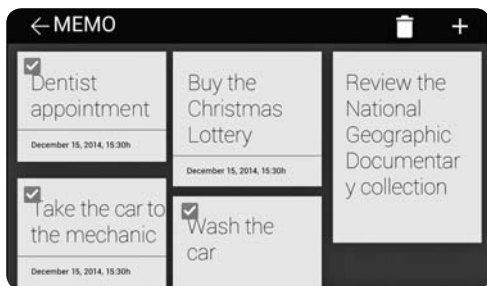 MEMO
Dentist
appointment
December 15, 2014, 15:30h
Take the car to
the mechanic
December 15, 2014, 15:30h
Buy the
Christmas
Lottery
December 15, 2014, 15:30h
Wash the
car
Review the
National
Geographic
Documentar
y collection